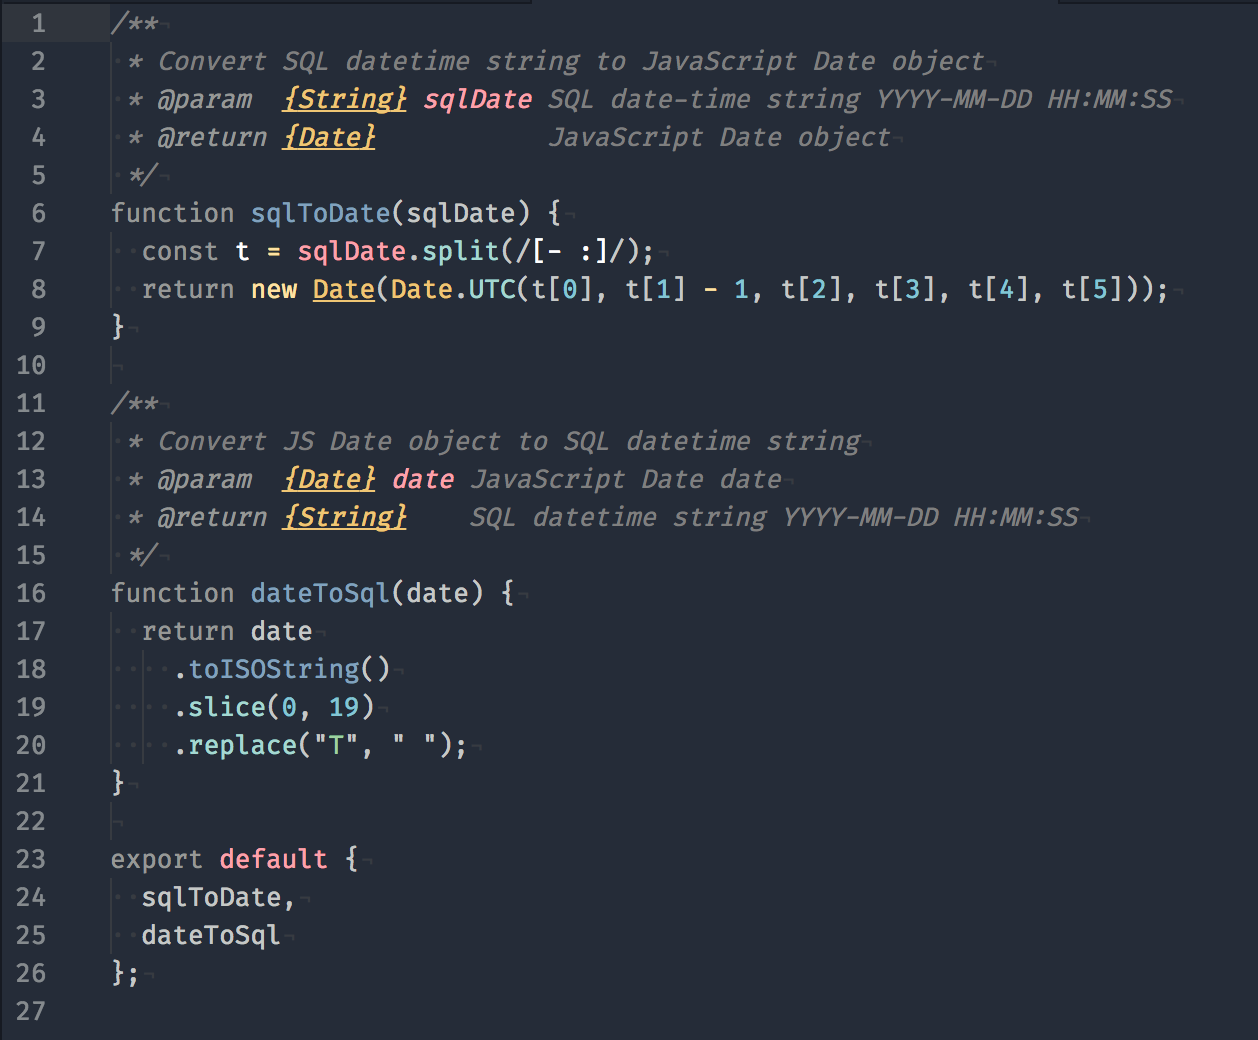 1 /**
2  * Convert SQL datetime string to JavaScript Date object
3  * @param  {String} sqlDate SQL date-time string YYYY-MM-DD HH:MM:SS
4  * @return {Date}           JavaScript Date object
5  */
6 function sqlToDate(sqlDate) {
7   const t = sqlDate.split(/[- :]/);
8   return new Date(Date.UTC(t[0], t[1] - 1, t[2], t[3], t[4], t[5]));
9 }
10
11 /**
12  * Convert JS Date object to SQL datetime string
13  * @param  {Date} date JavaScript Date date
14  * @return {String}    SQL datetime string YYYY-MM-DD HH:MM:SS
15  */
16 function dateToSql(date) {
17   return date
18     .toISOString()
19     .slice(0, 19)
20     .replace("T", " ");
21 }
22
23 export default {
24   sqlToDate,
25   dateToSql
26 };
27